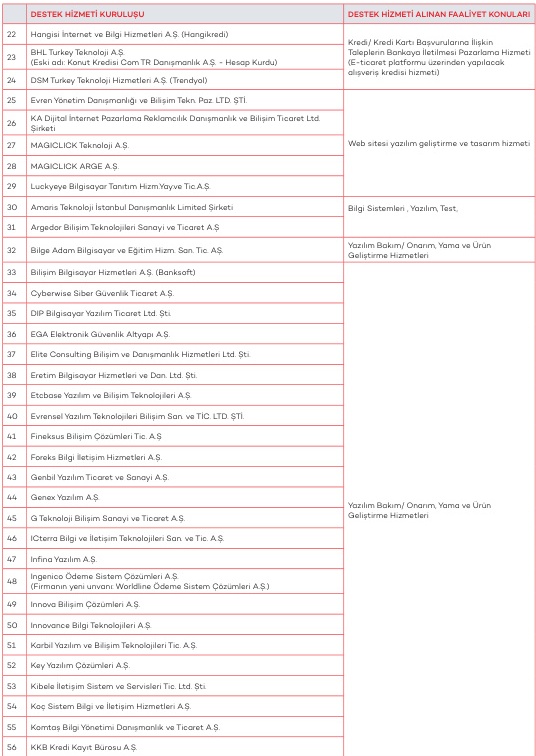 DESTEK HİZMETİ KURULUŞU DESTEK HİZMETİ ALINAN FAALİYET KONULARI
22 Hangisi İnternet ve Bilgi Hizmetleri A.Ş. (Hangikredi)
23 BHL Turkey Teknoloji A.Ş.
(Eski adı: Konut Kredisi Com TR Danışmanlık A.Ş. - Hesap Kurdu)
24 DSM Turkey Teknoloji Hizmetleri A.Ş. (Trendyol)
Kredi/ Kredi Kartı Başvurularına İlişkin
Taleplerin Bankaya İletilmesi Pazarlama Hizmeti
(E-ticaret platformu üzerinden yapılacak
alışveriş kredisi hizmeti)
25 Evren Yönetim Danışmanlığı ve Bilişim Tekn. Paz. LTD. ŞTİ.
26 KA Dijital İnternet Pazarlama Reklamcılık Danışmanlık ve Bilişim Ticaret Ltd.
Şirketi
27 MAGICLICK Teknoloji A.Ş.
28 MAGICLICK ARGE A.Ş.
29 Luckyeye Bilgisayar Tanıtım Hizm.Yayve Tic.A.Ş.
Web sitesi yazılım geliştirme ve tasarım hizmeti
30 Amaris Teknoloji İstanbul Danışmanlık Limited Şirketi
31 Argedor Bilişim Teknolojileri Sanayi ve Ticaret A.Ş
Bilgi Sistemleri , Yazılım, Test,
32 Bilge Adam Bilgisayar ve Eğitim Hizm. San. Tic. AŞ.
Yazılım Bakım/ Onarım, Yama ve Ürün
Geliştirme Hizmetleri
33 Bilişim Bilgisayar Hizmetleri A.Ş. (Banksoft)
34 Cyberwise Siber Güvenlik Ticaret A.Ş.
35 DIP Bilgisayar Yazılım Ticaret Ltd. Şti.
36 EGA Elektronik Güvenlik Altyapı A.Ş.
37 Elite Consulting Bilişim ve Danışmanlık Hizmetleri Ltd. Şti.
38 Eretim Bilgisayar Hizmetleri ve Dan. Ltd. Şti.
39 Etcbase Yazılım ve Bilişim Teknolojileri A.Ş.
40 Evrensel Yazılım Teknolojileri Bilişim San. ve TİC. LTD. ŞTİ.
41 Fineksus Bilişim Çözümleri Tic. A.Ş
42 Foreks Bilgi İletişim Hizmetleri A.Ş.
43 Genbil Yazılım Ticaret ve Sanayi A.Ş.
44 Genex Yazılım A.Ş.
45 G Teknoloji Bilişim Sanayi ve Ticaret A.Ş.
46 ICterra Bilgi ve İletişim Teknolojileri San. ve Tic. A.Ş.
47 Infina Yazılım A.Ş.
48 Ingenico Ödeme Sistem Çözümleri A.Ş.
(Firmanın yeni unvanı: Worldline Ödeme Sistem Çözümleri A.Ş.)
49 Innova Bilişim Çözümleri A.Ş.
50 Innovance Bilgi Teknolojileri A.Ş.
51 Karbil Yazılım ve Bilişim Teknolojileri Tic. A.Ş.
52 Key Yazılım Çözümleri A.Ş.
53 Kibele İletişim Sistem ve Servisleri Tic. Ltd. Şti.
54 Koç Sistem Bilgi ve İletişim Hizmetleri A.Ş.
55 Komtaş Bilgi Yönetimi Danışmanlık ve Ticaret A.Ş.
56 KKB Kredi Kayıt Bürosu A.Ş.
Yazılım Bakım/ Onarım, Yama ve Ürün
Geliştirme Hizmetleri